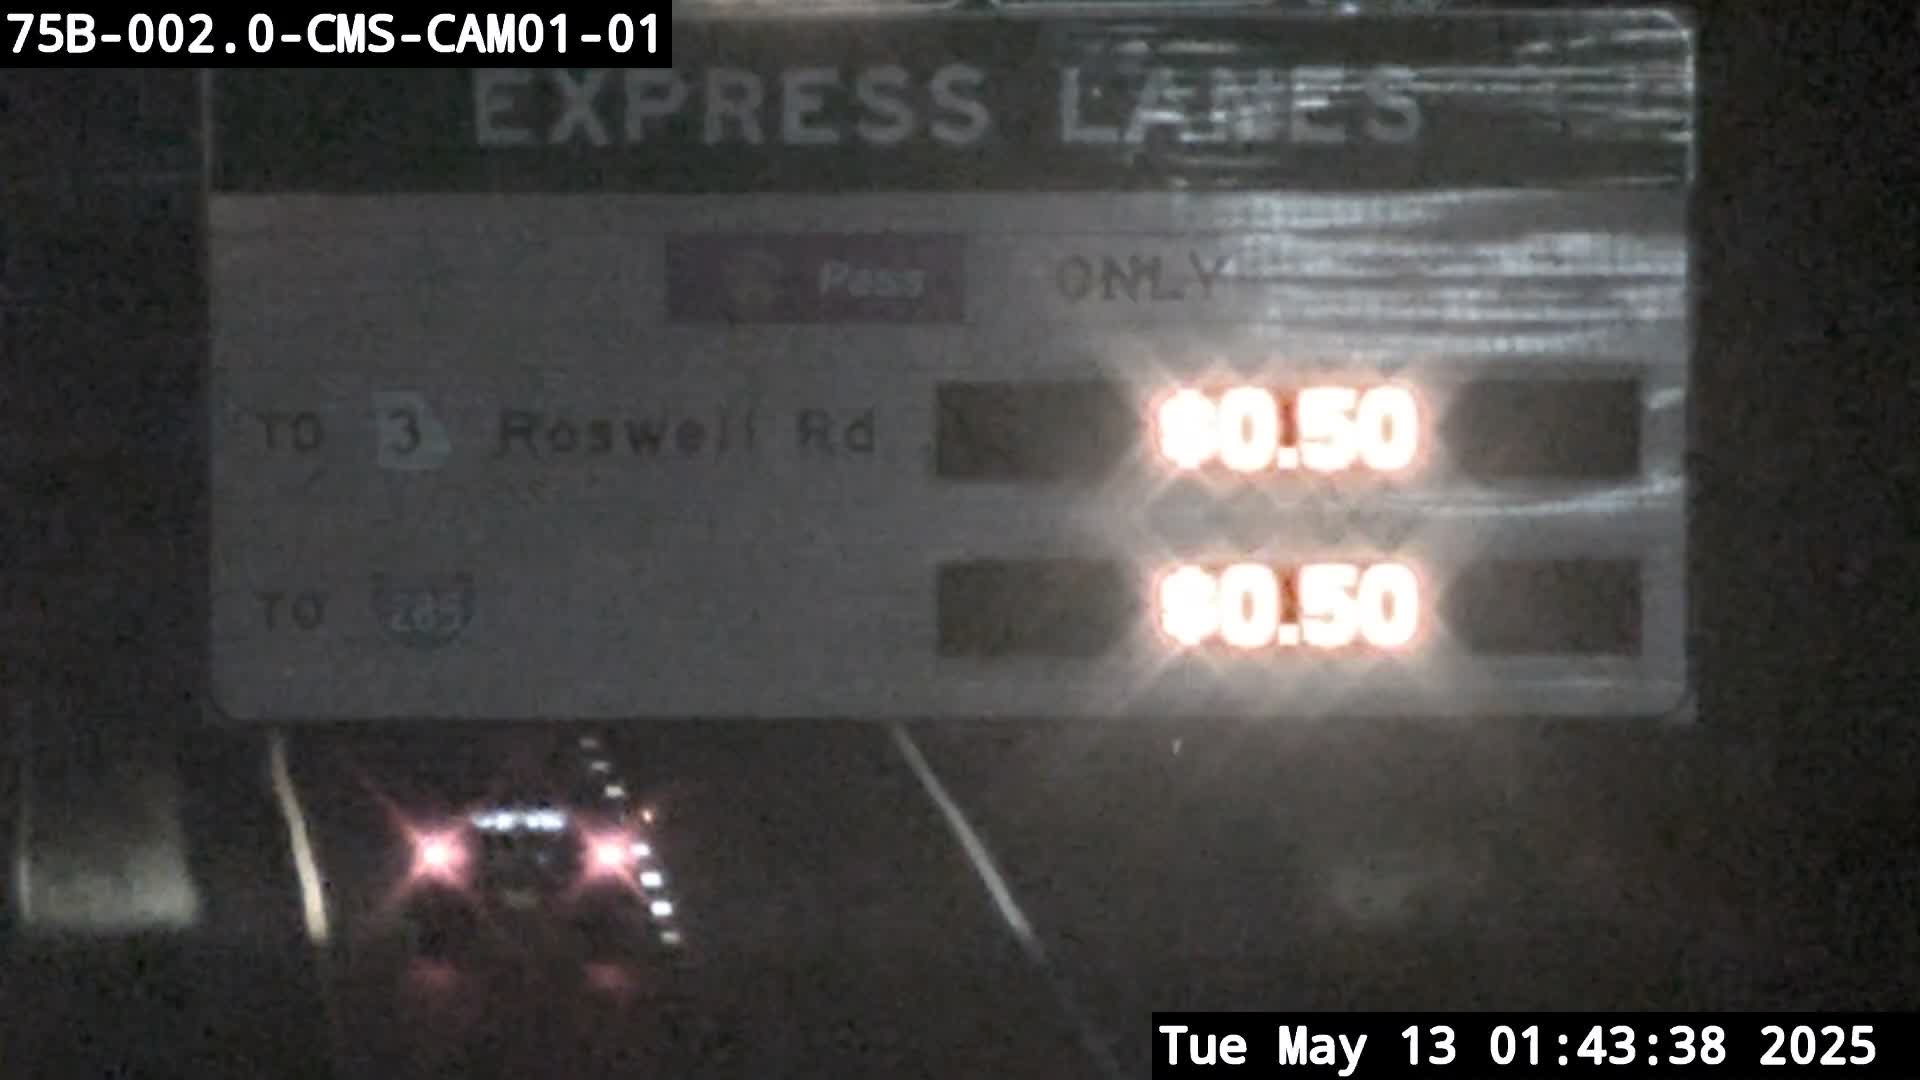 75B-002.0-CMS-CAM01-01
EXPRESS LANES
Pass ONLY
TO 3 Roswell Rd $0.50
TO 285 $0.50
Tue May 13 01:43:38 2025